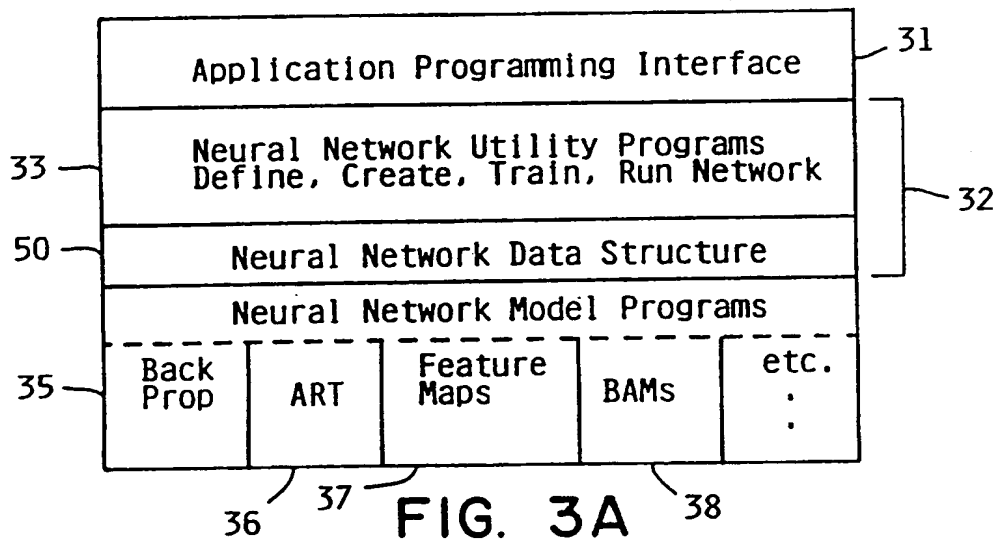 Application Programming Interface
31
Neural Network Utility Programs
Define, Create, Train, Run Network
33
32
50
Neural Network Data Structure
Neural Network Model Programs
35
Back
Prop
ART
Feature
Maps
BAMs
etc.
.
.
36
37
38
FIG. 3A